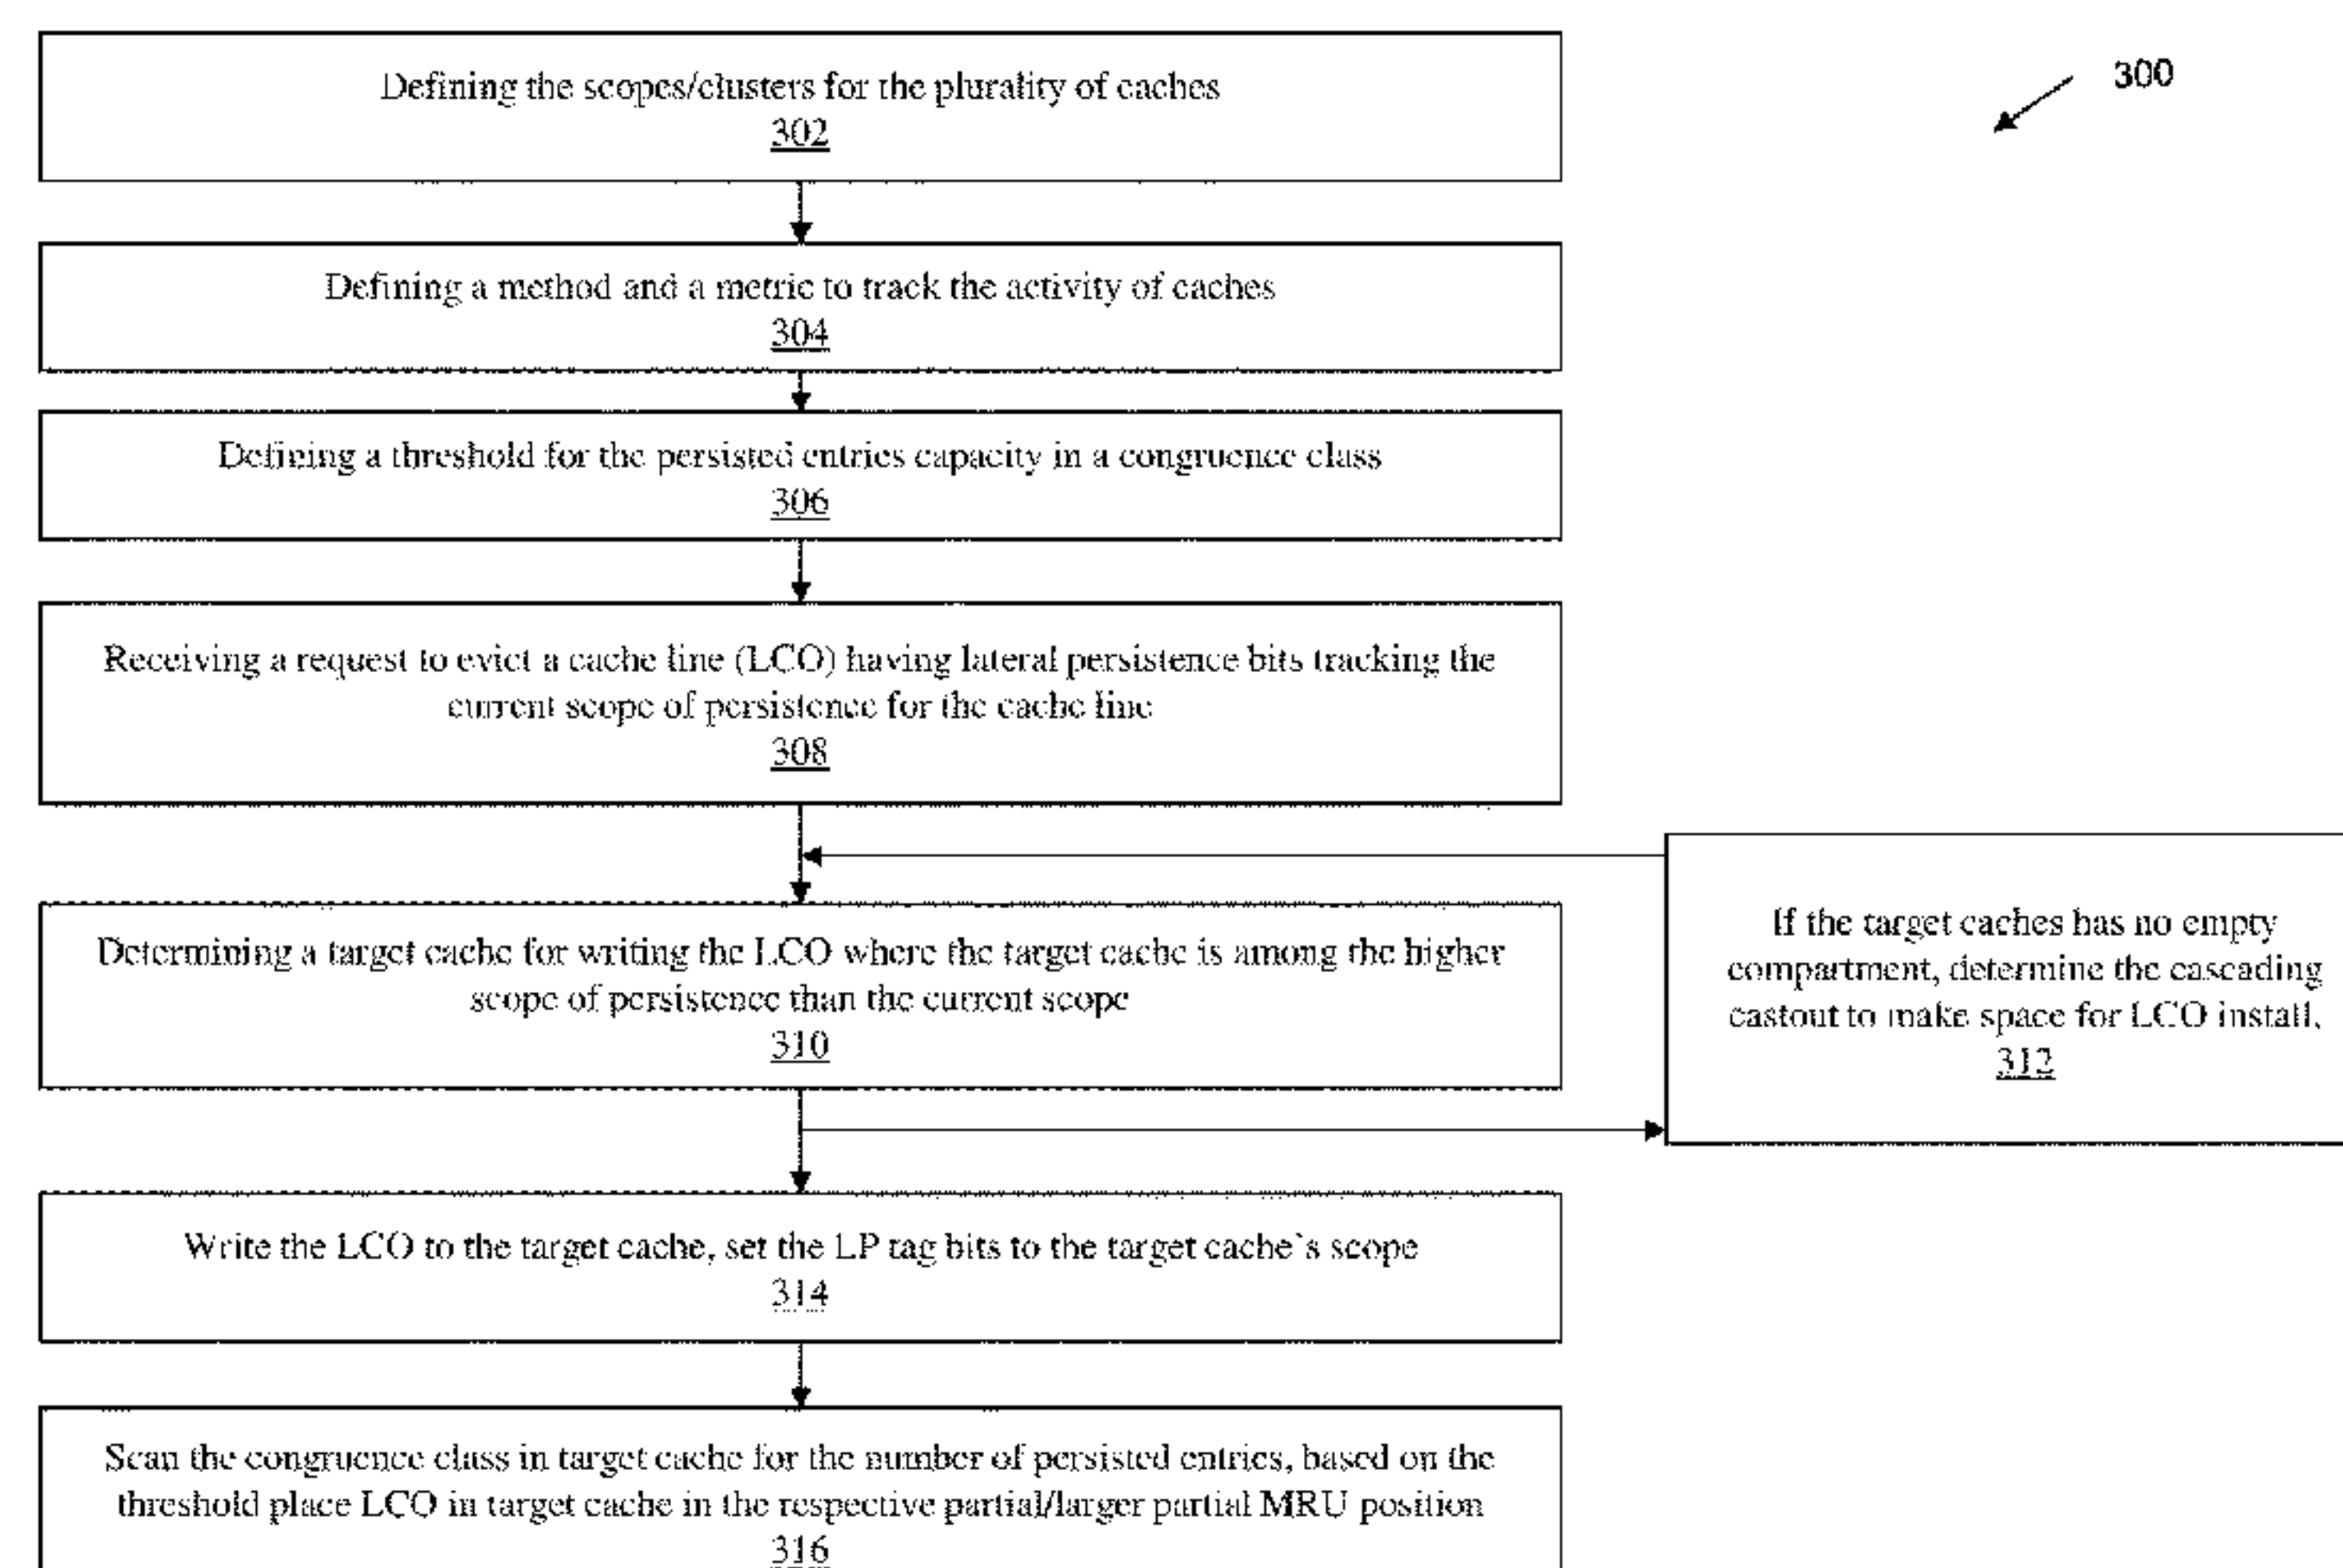 300
Defining the scopes/clusters for the plurality of caches
302
Defining a method and a metric to track the activity of caches
304
Defining a threshold for the persisted entries capacity in a congruence class
306
Receiving a request to evict a cache line (LCO) having lateral persistence bits tracking the
current scope of persistence for the cache line
308
Determining a target cache for writing the LCO where the target cache is among the higher
scope of persistence than the current scope
310
If the target caches has no empty
compartment, determine the cascading
castout to make space for LCO install.
312
Write the LCO to the target cache, set the LP tag bits to the target cache's scope
314
Scan the congruence class in target cache for the number of persisted entries, based on the
threshold place LCO in target cache in the respective partial/larger partial MRU position
316